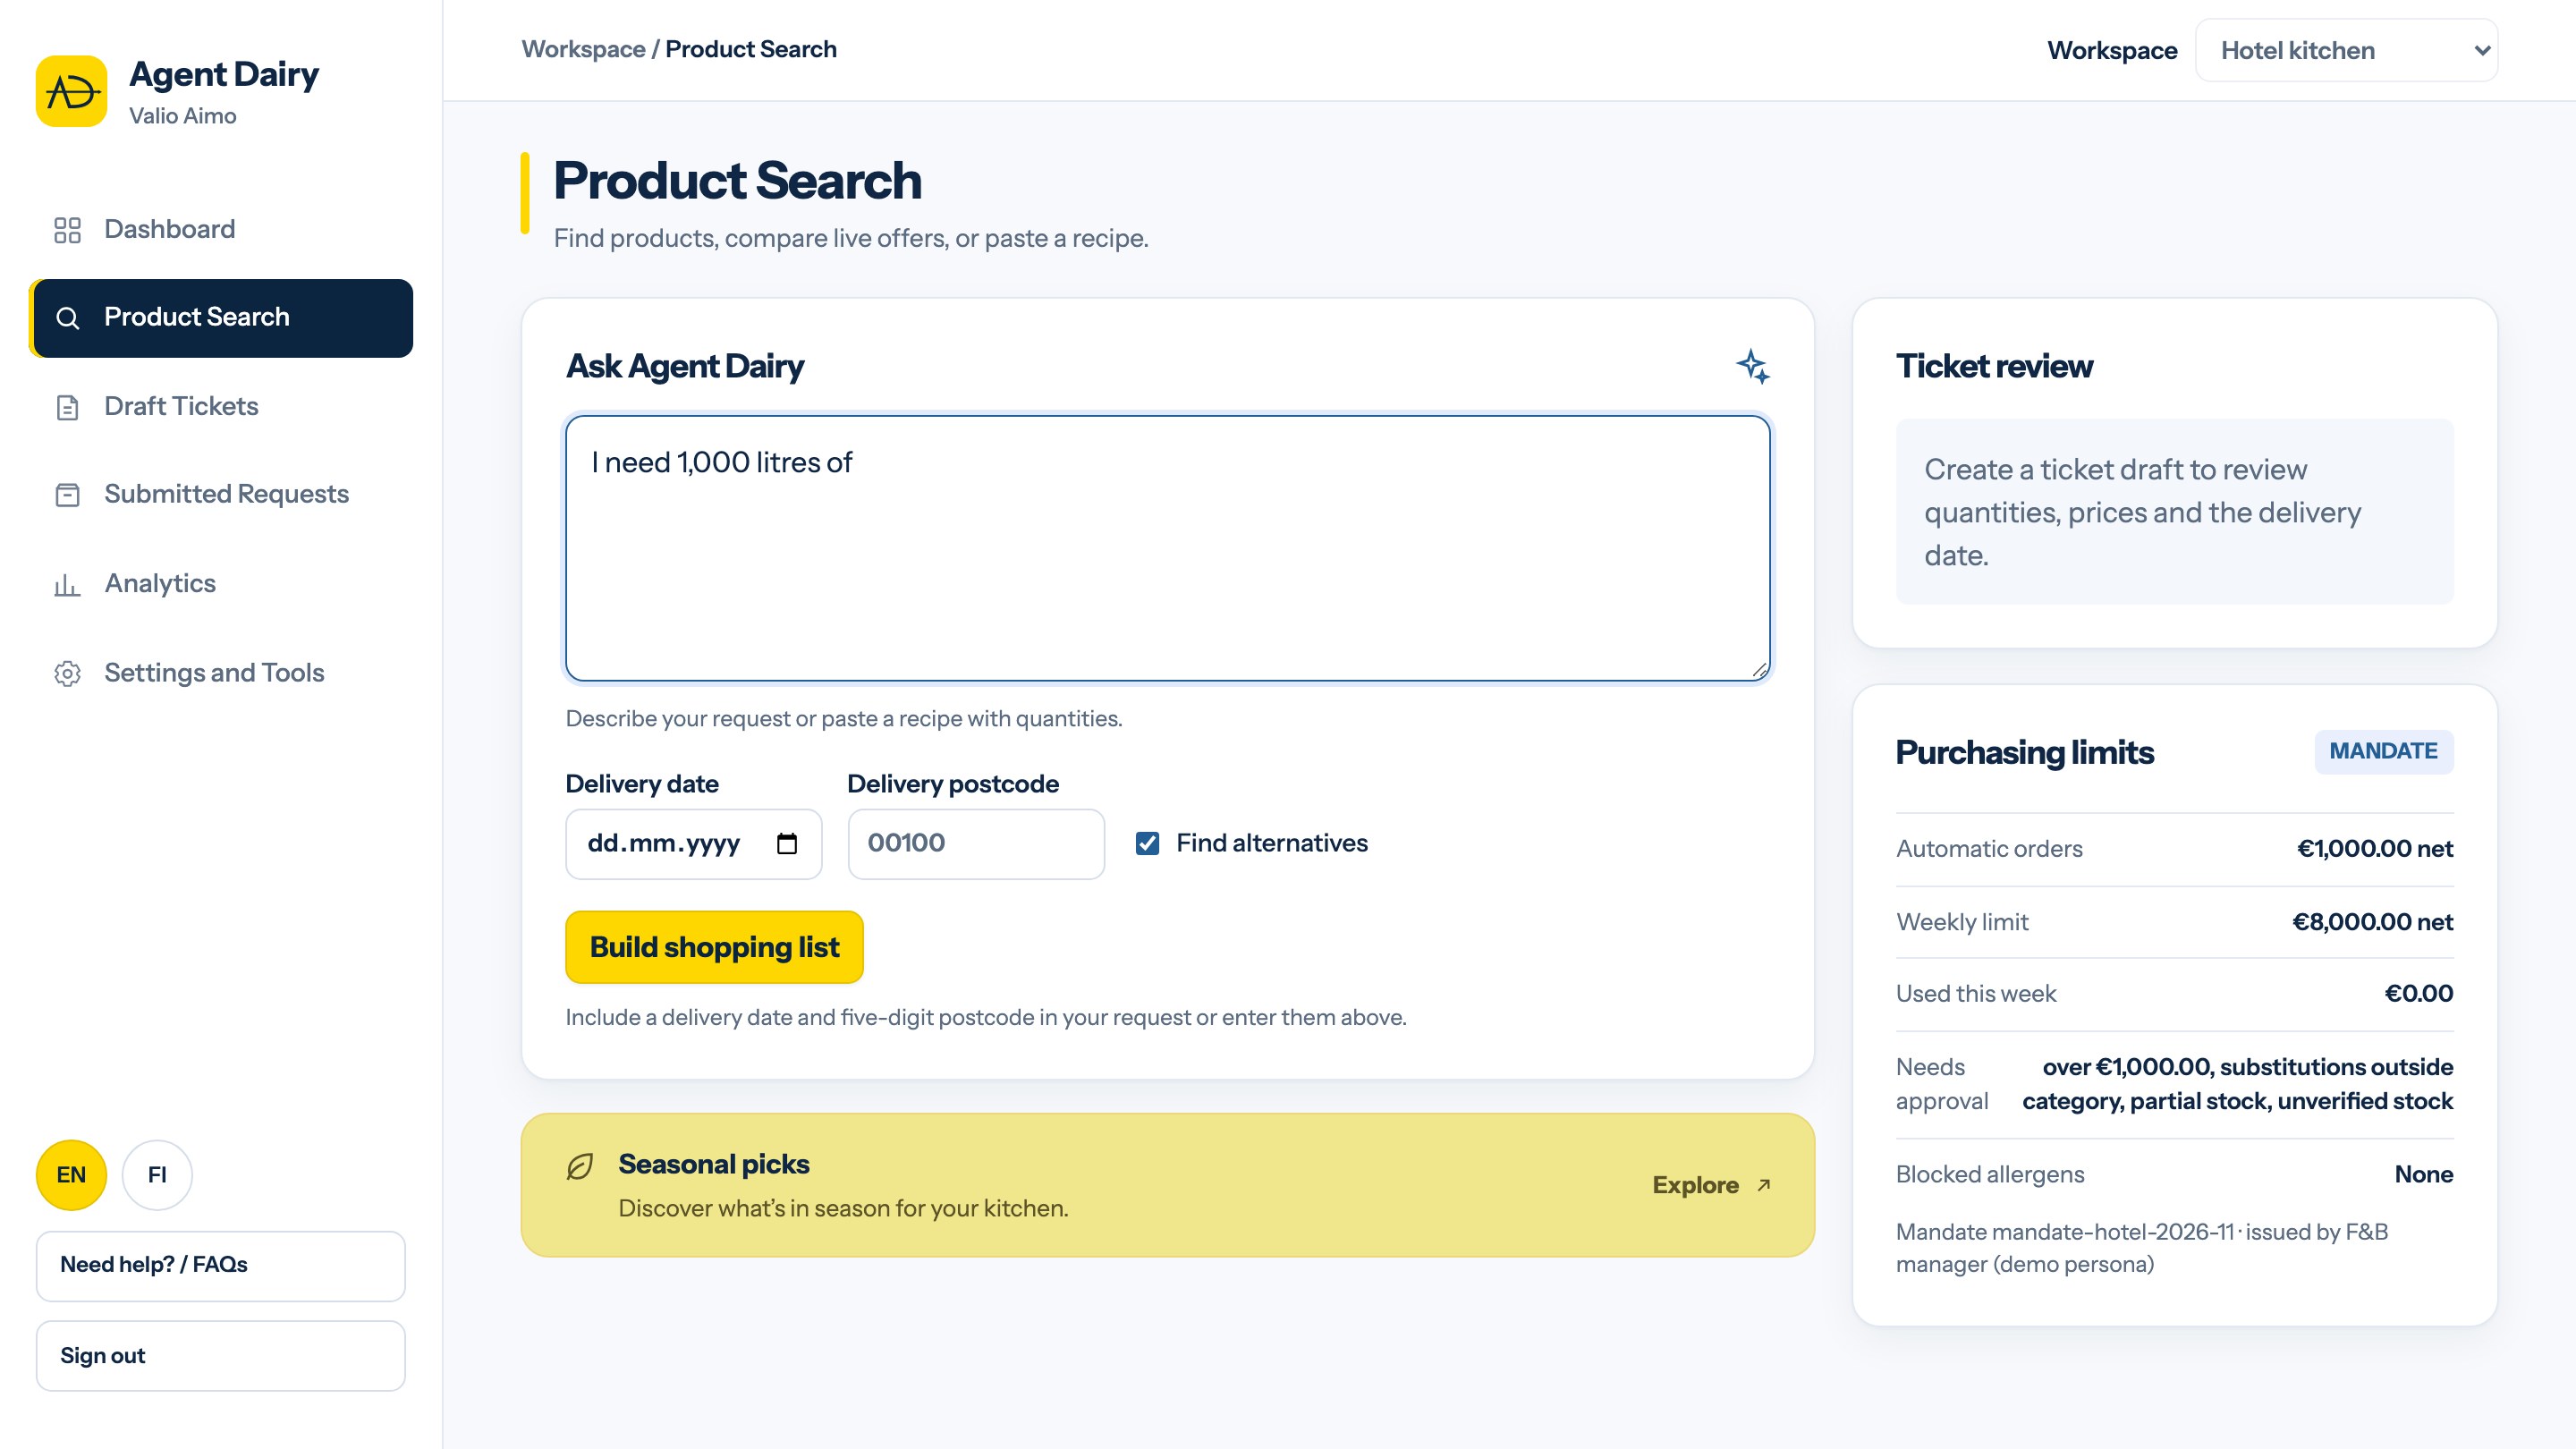 Agent Dairy
Valio Aimo
Dashboard
Product Search
Draft Tickets
Submitted Requests
Analytics
Settings and Tools
EN
FI
Need help? / FAQs
Sign out
Workspace / Product Search
Workspace
Hotel kitchen
Product Search
Find products, compare live offers, or paste a recipe.
Ask Agent Dairy
I need 1,000 litres of
Describe your request or paste a recipe with quantities.
Delivery date
Delivery postcode
dd.mm.yyyy
00100
Find alternatives
Build shopping list
Include a delivery date and five-digit postcode in your request or enter them above.
Seasonal picks
Discover what's in season for your kitchen.
Explore
Ticket review
Create a ticket draft to review
quantities, prices and the delivery
date.
Purchasing limits
MANDATE
Automatic orders
€1,000.00 net
Weekly limit
€8,000.00 net
Used this week
€0.00
Needs
approval
over €1,000.00, substitutions outside
category, partial stock, unverified stock
Blocked allergens
None
Mandate mandate-hotel-2026-11 · issued by F&B
manager (demo persona)